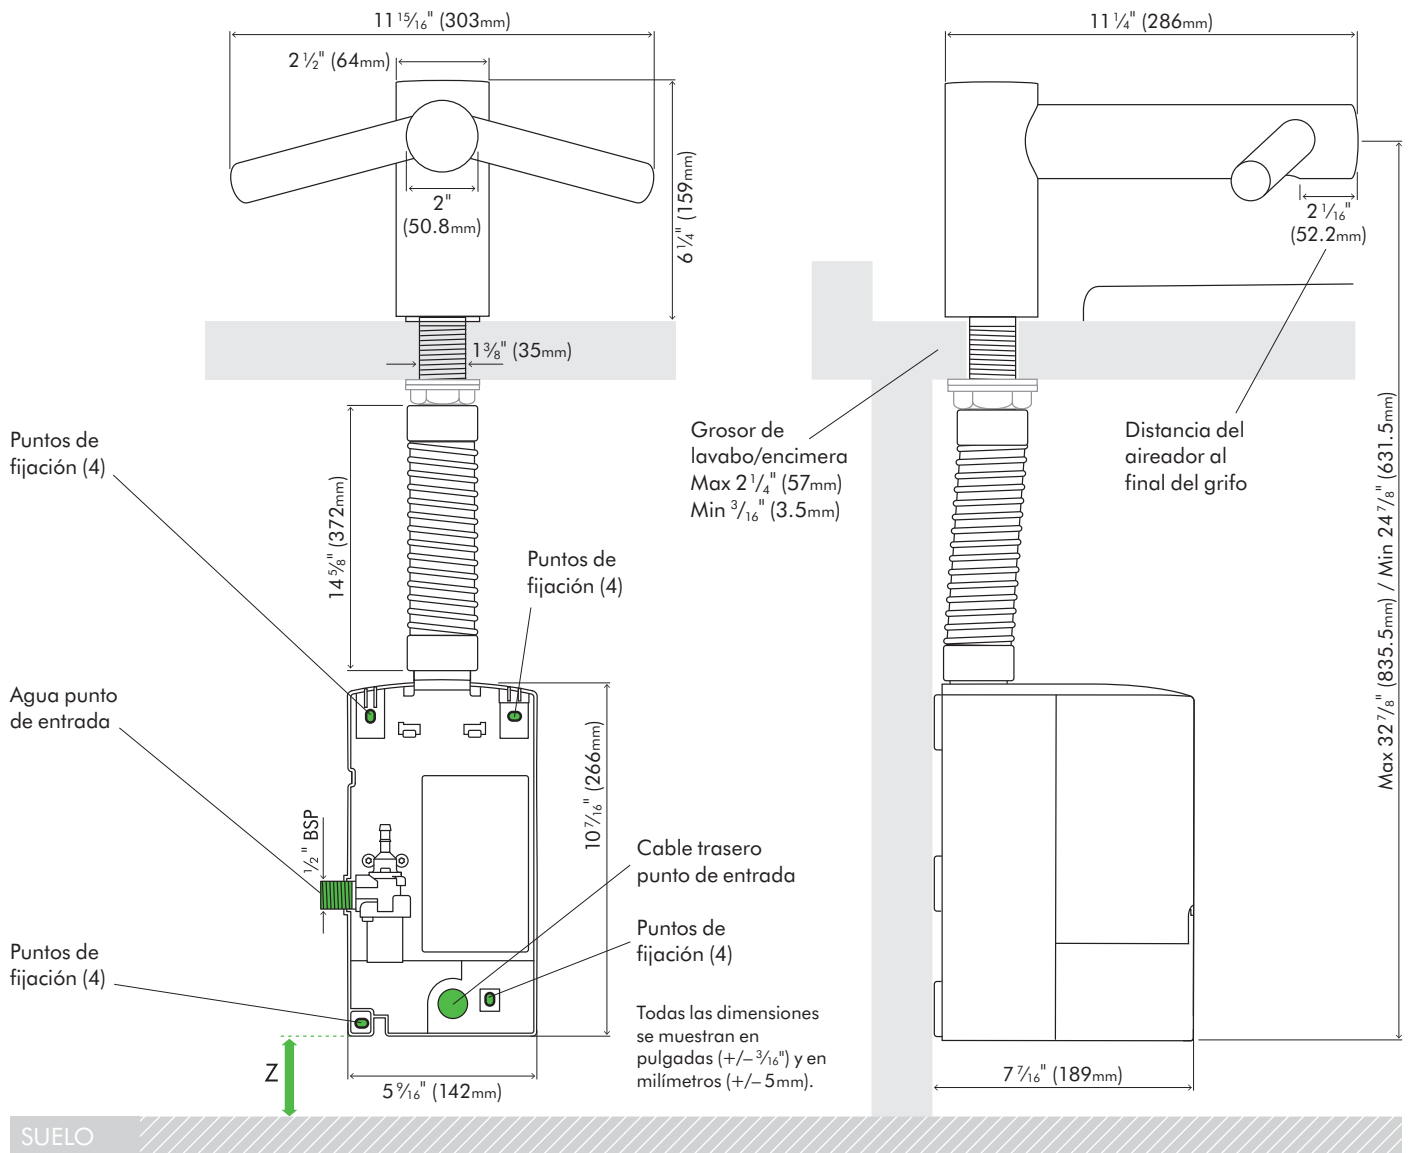 11 15/16" (303mm)
2 1/2" (64mm)
2"
(50.8mm)
6 1/4" (159mm)
1 3/8" (35mm)
11 1/4" (286mm)
2 1/16"
(52.2mm)
Puntos de
fijación (4)
14 5/8" (372mm)
Puntos de
fijación (4)
Grosor de
lavabo/encimera
Max 2 1/4" (57mm)
Min 3/16" (3.5mm)
Distancia del
aireador al
final del grifo
Max 32 7/8" (835.5mm) / Min 24 7/8" (631.5mm)
Agua punto
de entrada
1/2" BSP
10 7/16" (266mm)
Cable trasero
punto de entrada
Puntos de
fijación (4)
Puntos de
fijación (4)
Todas las dimensiones
se muestran en
pulgadas (+/– 3/16") y en
milímetros (+/– 5mm).
Z
5 9/16" (142mm)
7 7/16" (189mm)
SUELO